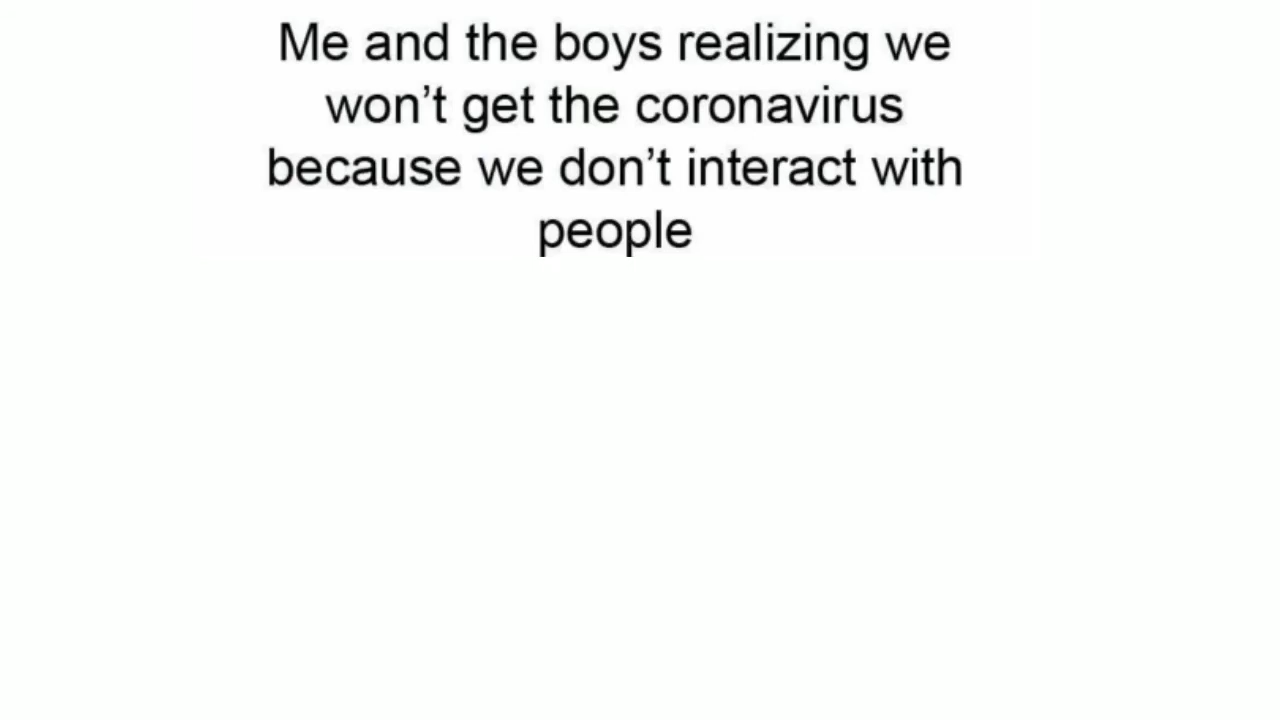 Me and the boys realizing we
won’t get the coronavirus
because we don’t interact with
people